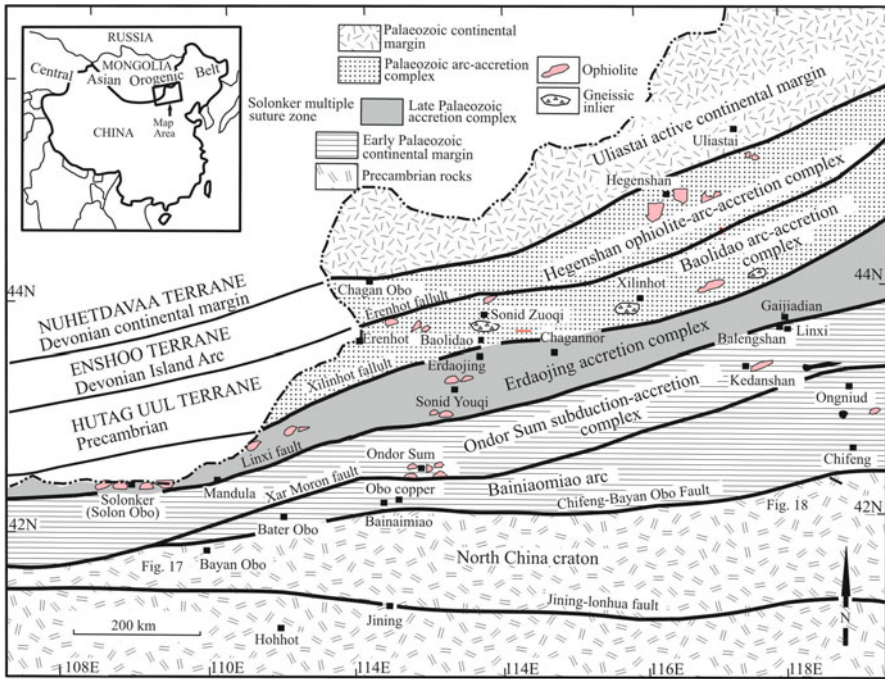 RUSSIA
MONGOLIA
Central
Asian
Orogenic
Belt
CHINA
Map
Area
Palaeozoic continental
margin
Palaeozoic arc-accretion
complex
Solonker multiple
suture zone
Late Palaeozoic
accretion complex
Early Palaeozoic
continental margin
Precambrian rocks
Ophiolite
Gneissic
inlier
Uliastai active continental margin
Uliastai
Hegenshan
Hegenshan ophiolite-arc-accretion complex
Baolidao arc-accretion
complex
44N
44N
Chagan Obo
Erenhot fallult
Xilinhot
NUHETDAVAA TERRANE
Devonian continental margin
ENSHOO TERRANE
Devonian Island Arc
HUTAG UUL TERRANE
Precambrian
Sonid Zuoqi
Erenhot
Baolidao
Chagannor
Gaijiadian
Linxi
Balengshan
Erdaojing
Erdaojing accretion complex
Xilinhot fallult
Kedanshan
Sonid Youqi
Ongniud
Ondor Sum subduction-accretion
complex
Linxi fault
Ondor Sum
Chifeng
Solonker
(Solon Obo)
Mandula
Xar Moron fault
Obo copper
Bainiaomiao arc
Chifeng-Bayan Obo Fault
Fig. 18
42N
42N
Bater Obo
Bainaimiao
Fig. 17
Bayan Obo
North China craton
Jining-lonhua fault
200 km
Hohhot
Jining
N
108E
110E
114E
114E
116E
118E